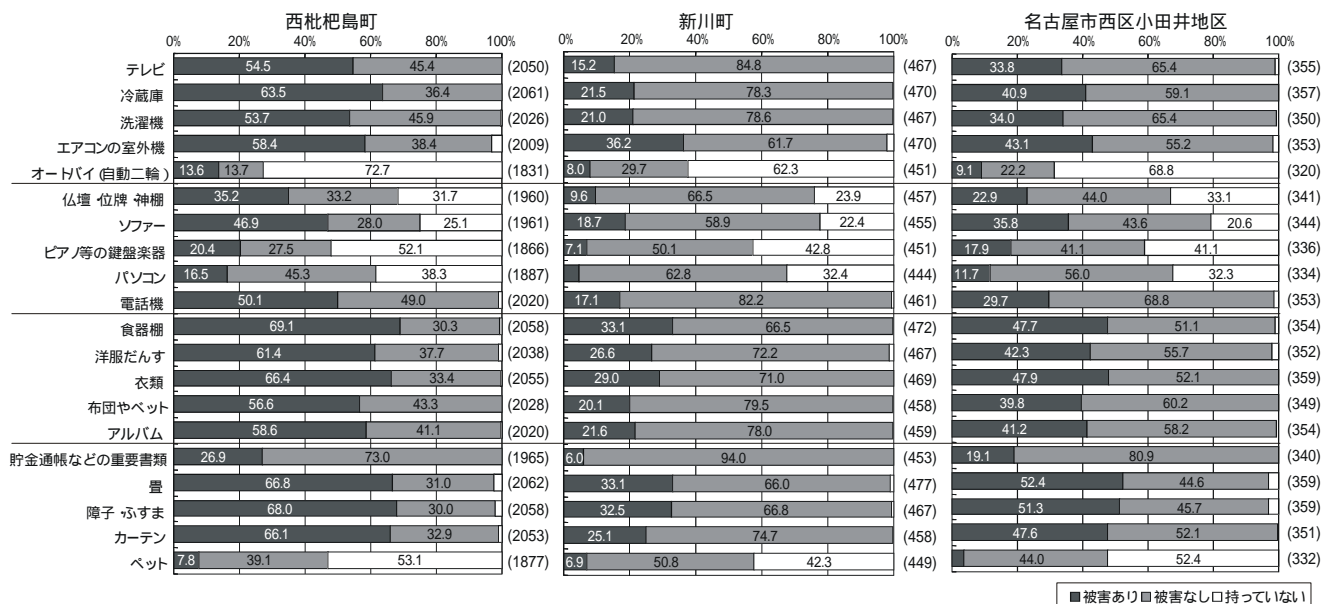 西枇杷島町 新川町 名古屋市西区小田井地区
0% 20% 40% 60% 80% 100% 0% 20% 40% 60% 80% 100% 0% 20% 40% 60% 80% 100%
テレビ 54.5 45.4 (2050) 15.2 84.8 (467) 33.8 65.4 (355)
冷蔵庫 63.5 36.4 (2061) 21.5 78.3 (470) 40.9 59.1 (357)
洗濯機 53.7 45.9 (2026) 21.0 78.6 (467) 34.0 65.4 (350)
エアコンの室外機 58.4 38.4 (2009) 36.2 61.7 (470) 43.1 55.2 (353)
オートバイ(自動二輪) 13.6 13.7 72.7 (1831) 8.0 29.7 62.3 (451) 9.1 22.2 68.8 (320)
仏壇・位牌・神棚 35.2 33.2 31.7 (1960) 9.6 66.5 23.9 (457) 22.9 44.0 33.1 (341)
ソファー 46.9 28.0 25.1 (1961) 18.7 58.9 22.4 (455) 35.8 43.6 20.6 (344)
ピアノ等の鍵盤楽器 20.4 27.5 52.1 (1866) 7.1 50.1 42.8 (451) 17.9 41.1 41.1 (336)
パソコン 16.5 45.3 38.3 (1887) 62.8 32.4 (444) 11.7 56.0 32.3 (334)
電話機 50.1 49.0 (2020) 17.1 82.2 (461) 29.7 68.8 (353)
食器棚 69.1 30.3 (2058) 33.1 66.5 (472) 47.7 51.1 (354)
洋服だんす 61.4 37.7 (2038) 26.6 72.2 (467) 42.3 55.7 (352)
衣類 66.4 33.4 (2055) 29.0 71.0 (469) 47.9 52.1 (359)
布団やベット 56.6 43.3 (2028) 20.1 79.5 (458) 39.8 60.2 (349)
アルバム 58.6 41.1 (2020) 21.6 78.0 (459) 41.2 58.2 (354)
貯金通帳などの重要書類 26.9 73.0 (1965) 6.0 94.0 (453) 19.1 80.9 (340)
畳 66.8 31.0 (2062) 33.1 66.0 (477) 52.4 44.6 (359)
障子・ふすま 68.0 30.0 (2058) 32.5 66.8 (467) 51.3 45.7 (359)
カーテン 66.1 32.9 (2053) 25.1 74.7 (458) 47.6 52.1 (351)
ペット 7.8 39.1 53.1 (1877) 6.9 50.8 42.3 (449) 44.0 52.4 (332)
■被害あり■被害なし□持っていない